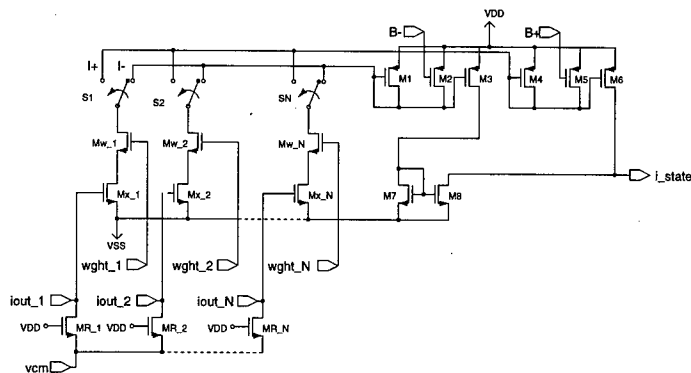 VDD
B- B+
I+ I-
S1 S2 SN
M1 M2 M3 M4 M5 M6
Mw_1 Mw_2 Mw_N
Mx_1 Mx_2 Mx_N
M7 M8
i_state
VSS
wght_1 wght_2 wght_N
iout_1 iout_2 iout_N
VDD MR_1 VDD MR_2 VDD MR_N
vcm